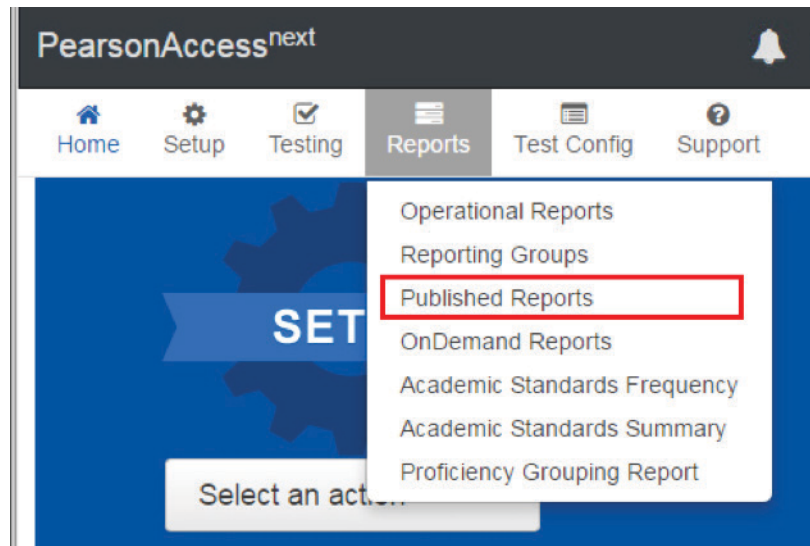 PearsonAccessnext
Home Setup Testing Reports Test Config Support
Operational Reports
Reporting Groups
Published Reports
SET
OnDemand Reports
Academic Standards Frequency
Academic Standards Summary
Proficiency Grouping Report
Select an action